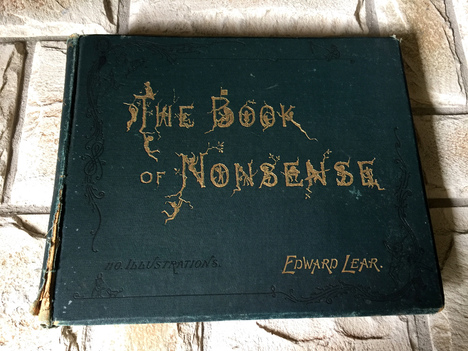 The Book
of Nonsense
110. Illustrations.
Edward Lear.